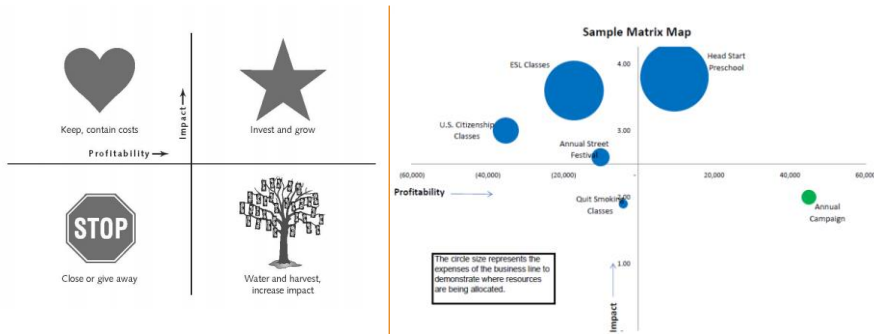 Keep, contain costs
Impact
Invest and grow
Profitability
STOP
Close or give away
Water and harvest,
increase impact
Sample Matrix Map
4.00
ESL Classes
Head Start
Preschool
U.S. Citizenship
Classes
3.00
Annual Street
Festival
(60,000)
(40,000)
(20,000)
-
20,000
40,000
60,000
Profitability
Quit Smoking
Classes
2.00
Annual
Campaign
The circle size represents the
expenses of the business line to
demonstrate where resources
are being allocated.
1.00
Impact
-